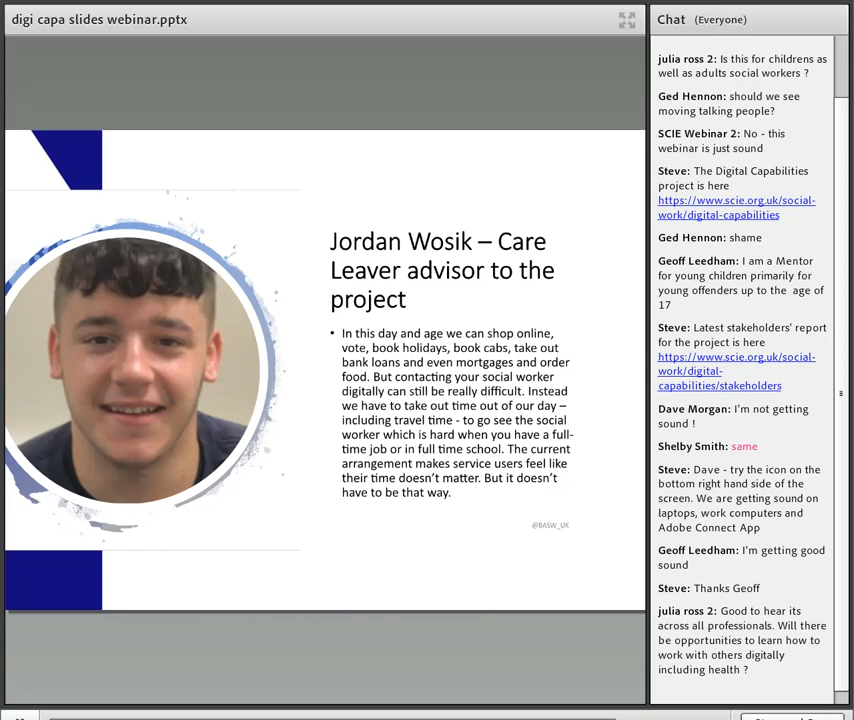 digi capa slides webinar.pptx
Jordan Wosik – Care
Leaver advisor to the
project
• In this day and age we can shop online,
vote, book holidays, book cabs, take out
bank loans and even mortgages and order
food. But contacting your social worker
digitally can still be really difficult. Instead
we have to take out time out of our day –
including travel time - to go see the social
worker which is hard when you have a full-
time job or in full time school. The current
arrangement makes service users feel like
their time doesn’t matter. But it doesn’t
have to be that way.
@BASW_UK
Chat (Everyone)
julia ross 2: Is this for childrens as
well as adults social workers ?
Ged Hennon: should we see
moving talking people?
SCIE Webinar 2: No - this
webinar is just sound
Steve: The Digital Capabilities
project is here
https://www.scie.org.uk/social-
work/digital-capabilities
Ged Hennon: shame
Geoff Leedham: I am a Mentor
for young children primarily for
young offenders up to the age of
17
Steve: Latest stakeholders' report
for the project is here
https://www.scie.org.uk/social-
work/digital-
capabilities/stakeholders
Dave Morgan: I'm not getting
sound !
Shelby Smith: same
Steve: Dave - try the icon on the
bottom right hand side of the
screen. We are getting sound on
laptops, work computers and
Adobe Connect App
Geoff Leedham: I'm getting good
sound
Steve: Thanks Geoff
julia ross 2: Good to hear its
across all professionals. Will there
be opportunities to learn how to
work with others digitally
including health ?